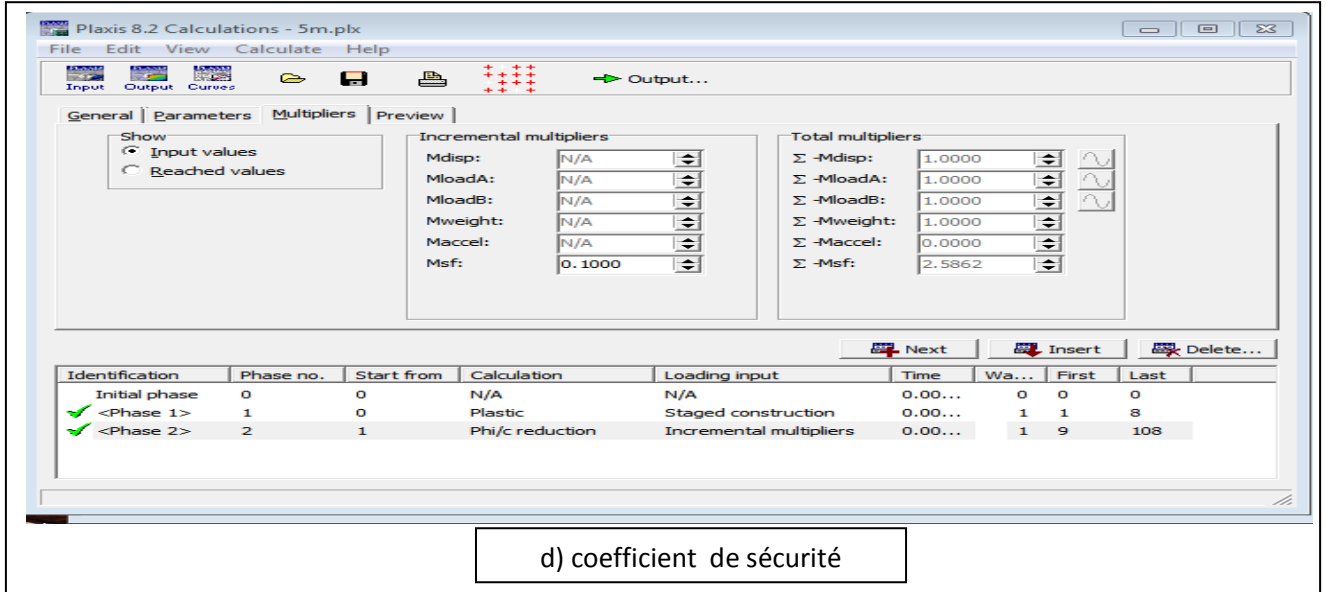 Plaxis 8.2 Calculations - 5m.plx
File Edit View Calculate Help
Input Output Curves Output...
General Parameters Multipliers Preview
Show
Input values
Reached values
Incremental multipliers
Mdisp: N/A
MloadA: N/A
MloadB: N/A
Mweight: N/A
Maccel: N/A
Msf: 0.1000
Total multipliers
Σ -Mdisp: 1.0000
Σ -MloadA: 1.0000
Σ -MloadB: 1.0000
Σ -Mweight: 1.0000
Σ -Maccel: 0.0000
Σ -Msf: 2.5862
Next Insert Delete...
Identification Phase no. Start from Calculation Loading input Time Wa... First Last
Initial phase 0 0 N/A N/A 0.00... 0 0 0
<Phase 1> 1 0 Plastic Staged construction 0.00... 1 1 8
<Phase 2> 2 1 Phi/c reduction Incremental multipliers 0.00... 1 9 108
d) coefficient de sécurité